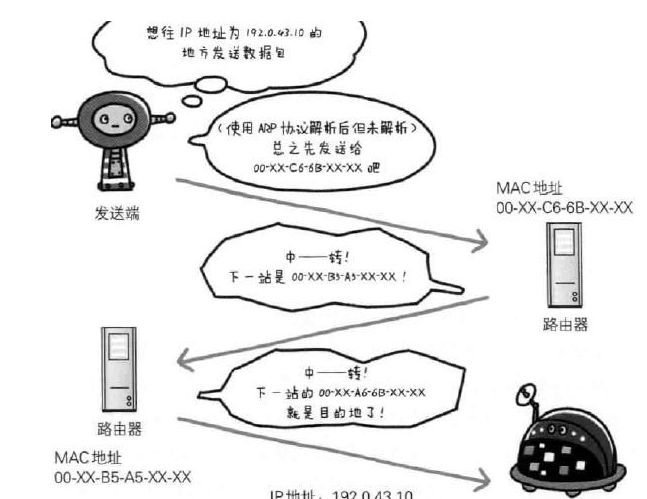 想往 IP 地址为 192.0.43.10 的
地方发送数据包
(使用 ARP 协议解析后但未解析)
总之先发送给
00-XX-C6-6B-XX-XX 吧
发送端
MAC 地址
00-XX-C6-6B-XX-XX
路由器
中——转!
下一站是 00-XX-B5-A5-XX-XX!
中——转!
下一站的 00-XX-A6-6B-XX-XX
就是目的地了!
路由器
MAC 地址
00-XX-B5-A5-XX-XX
IP 地址: 192.0.43.10